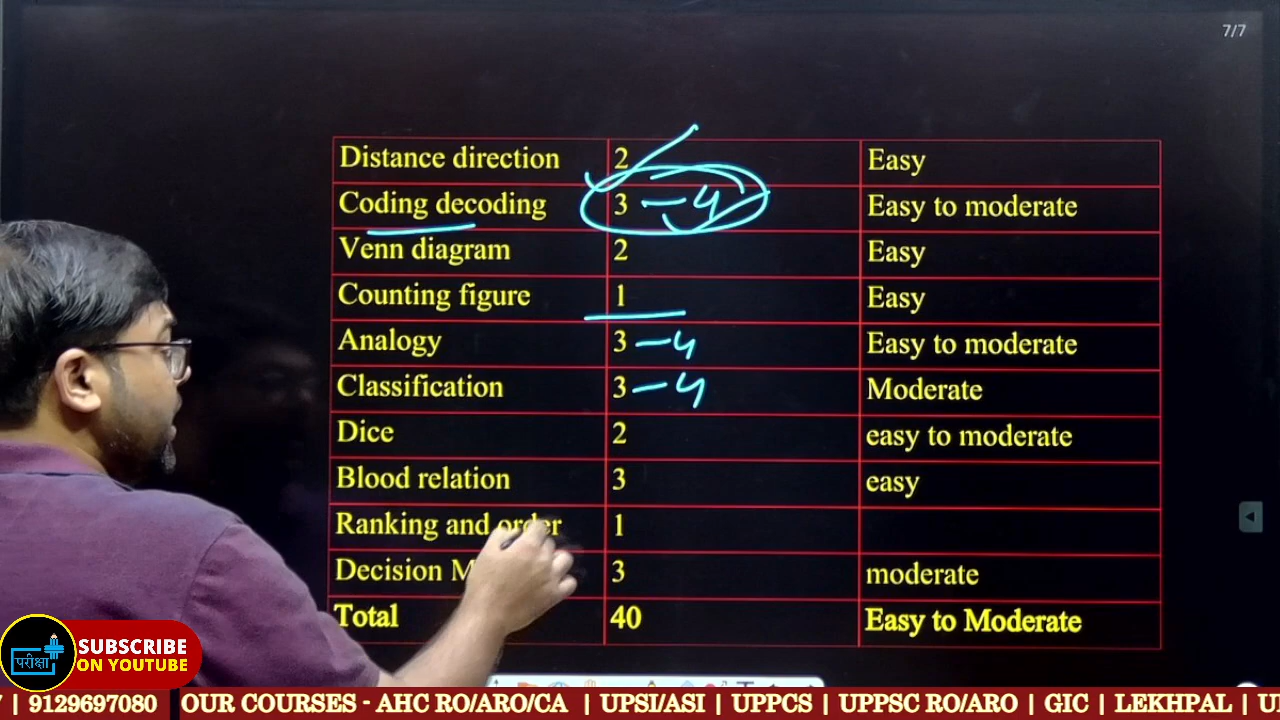 7/7
Distance direction 2 Easy
Coding decoding 3 – 4 Easy to moderate
Venn diagram 2 Easy
Counting figure 1 Easy
Analogy 3 – 4 Easy to moderate
Classification 3 – 4 Moderate
Dice 2 easy to moderate
Blood relation 3 easy
Ranking and order 1
Decision 3 moderate
Total 40 Easy to Moderate
परीक्षा
SUBSCRIBE
ON YOUTUBE
| 9129697080 OUR COURSES - AHC RO/ARO/CA | UPSI/ASI | UPPCS | UPPSC RO/ARO | GIC | LEKHPAL |